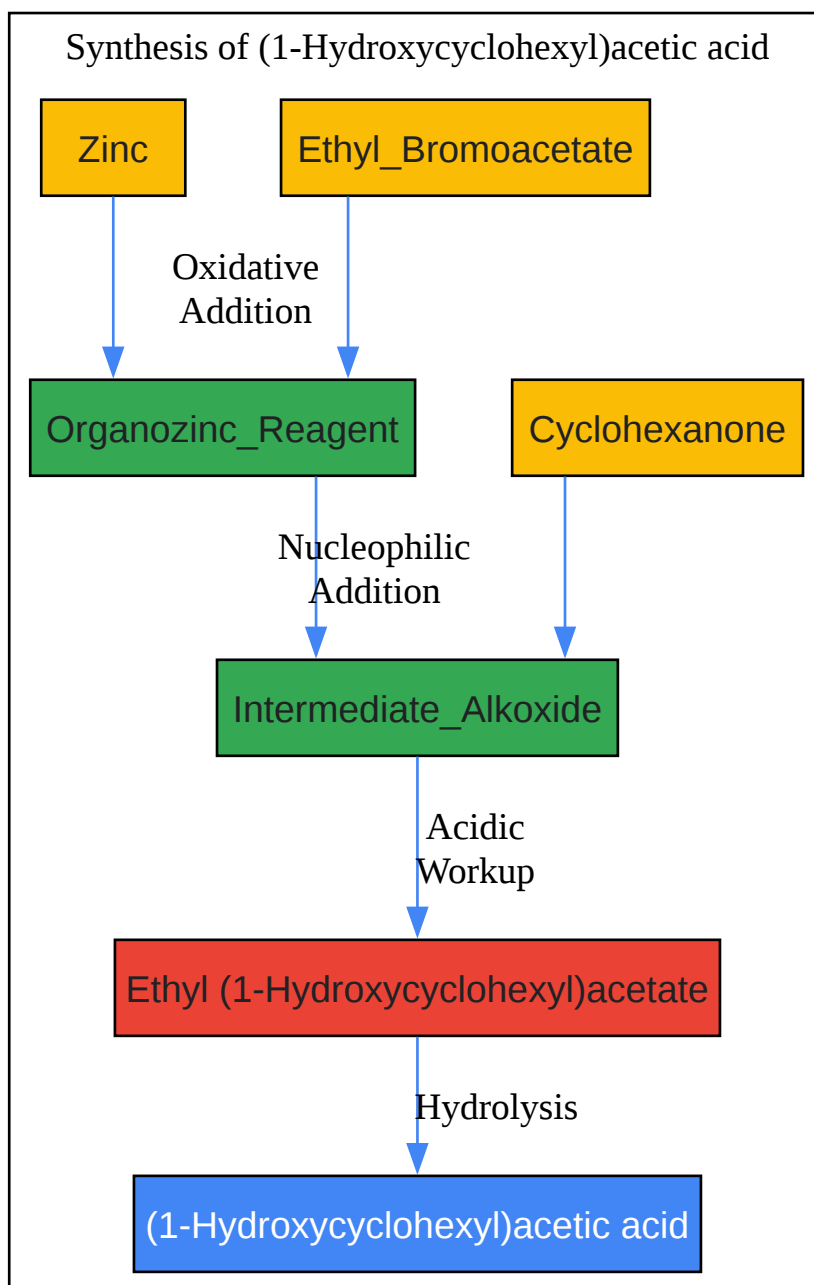 Synthesis of (1-Hydroxycyclohexyl)acetic acid
Zinc
Ethyl_Bromoacetate
Oxidative
Addition
Organozinc_Reagent
Cyclohexanone
Nucleophilic
Addition
Intermediate_Alkoxide
Acidic
Workup
Ethyl (1-Hydroxycyclohexyl)acetate
Hydrolysis
(1-Hydroxycyclohexyl)acetic acid